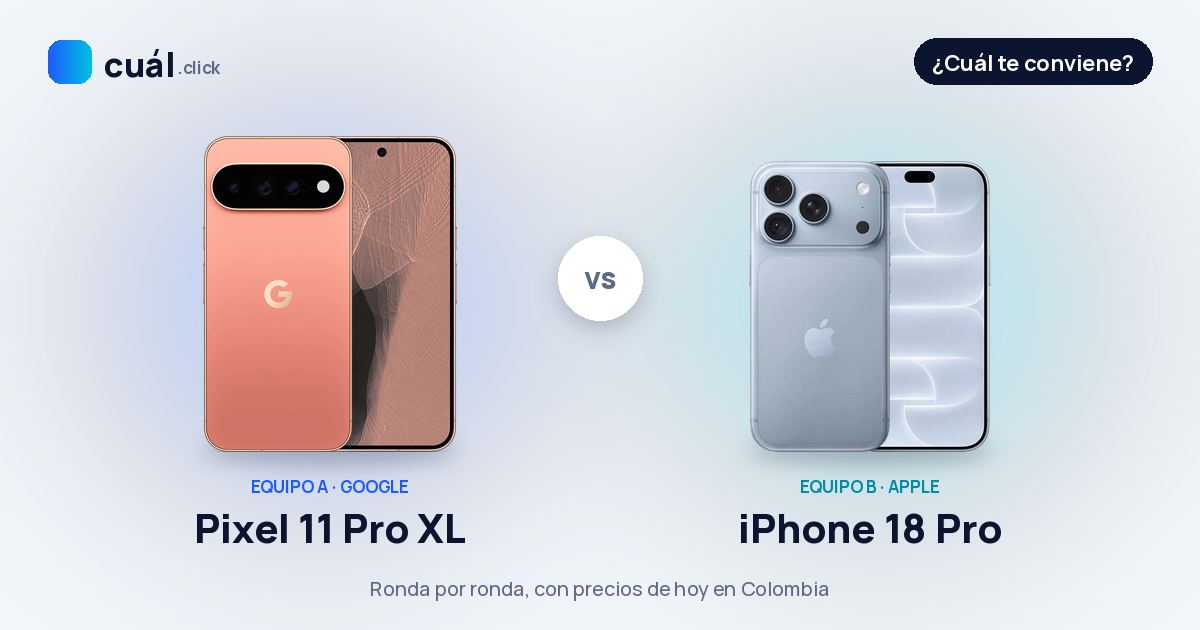 cuál.click
¿Cuál te conviene?
VS
EQUIPO A · GOOGLE
Pixel 11 Pro XL
EQUIPO B · APPLE
iPhone 18 Pro
Ronda por ronda, con precios de hoy en Colombia